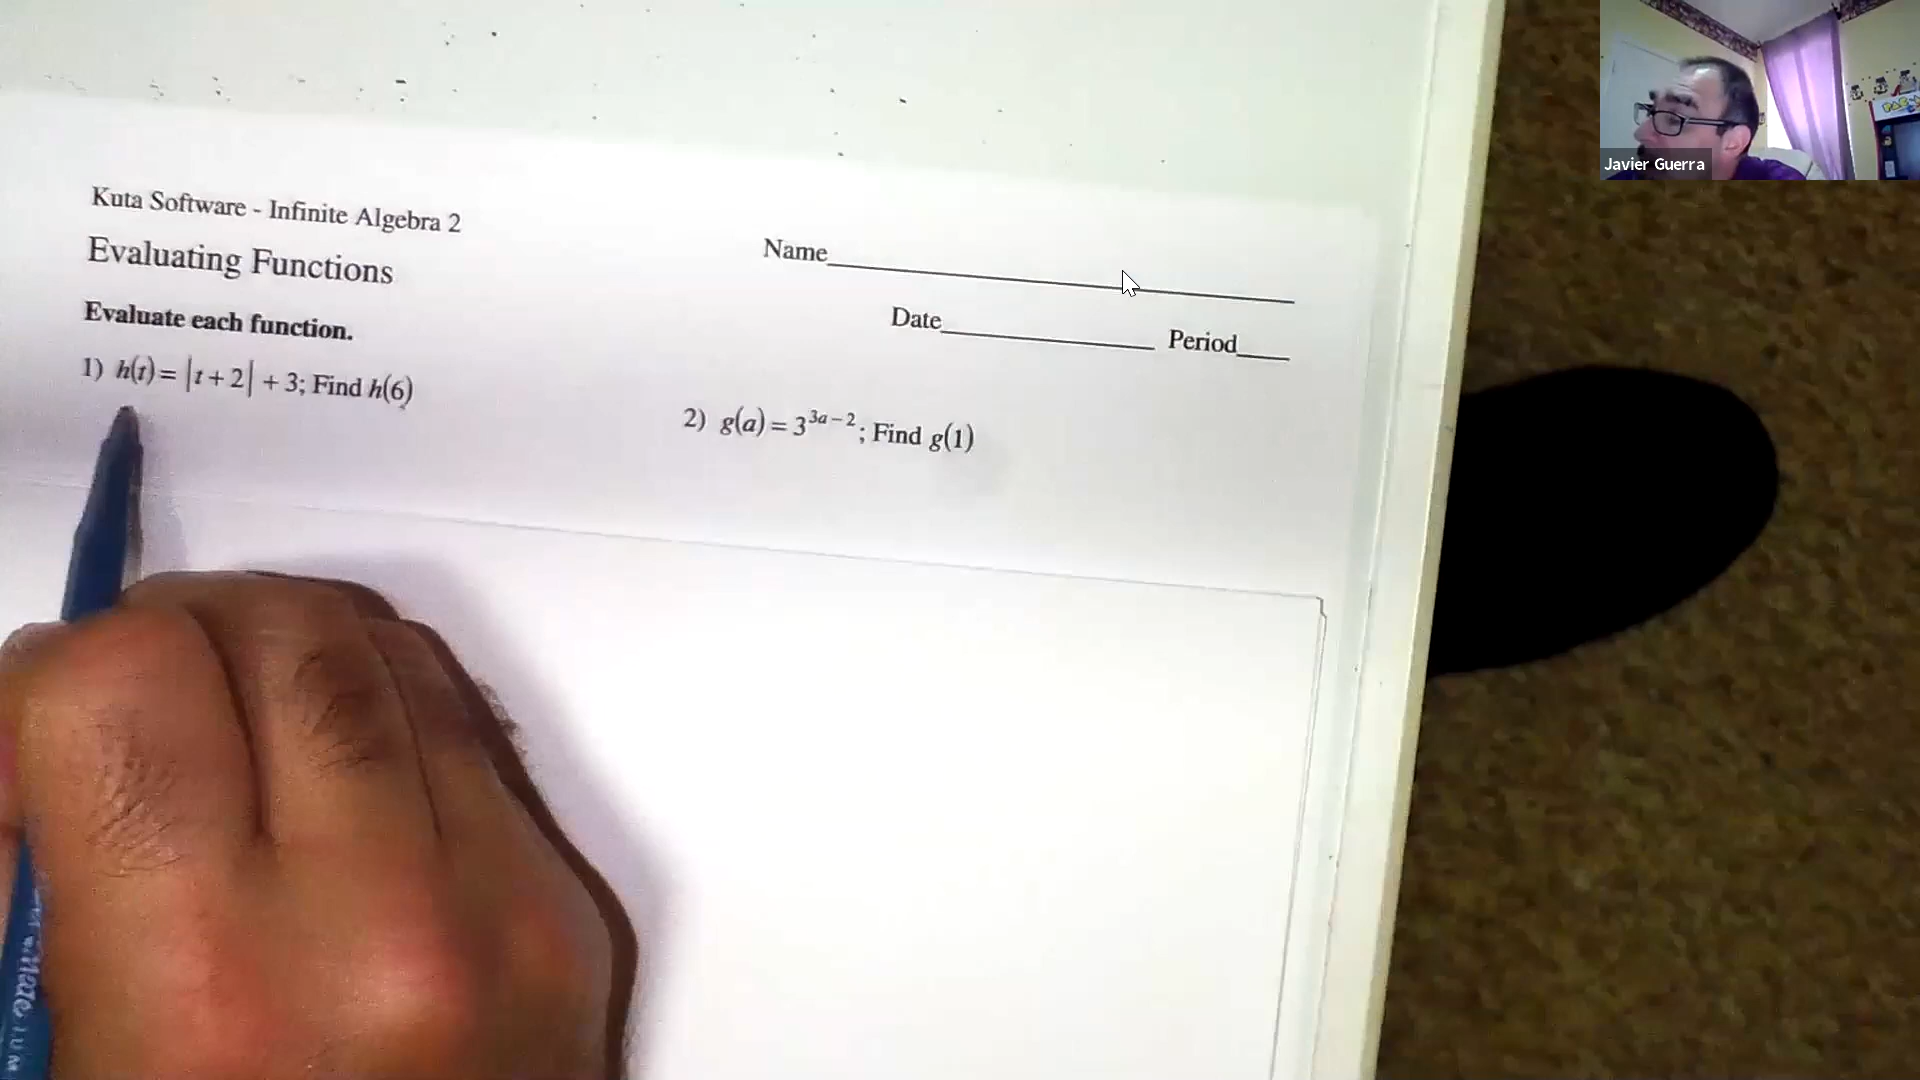 Javier Guerra
Kuta Software - Infinite Algebra 2
Name
Evaluating Functions
Date Period
Evaluate each function.
1) h(t) = |t + 2| + 3; Find h(6)
2) g(a) = 3^{3a − 2}; Find g(1)